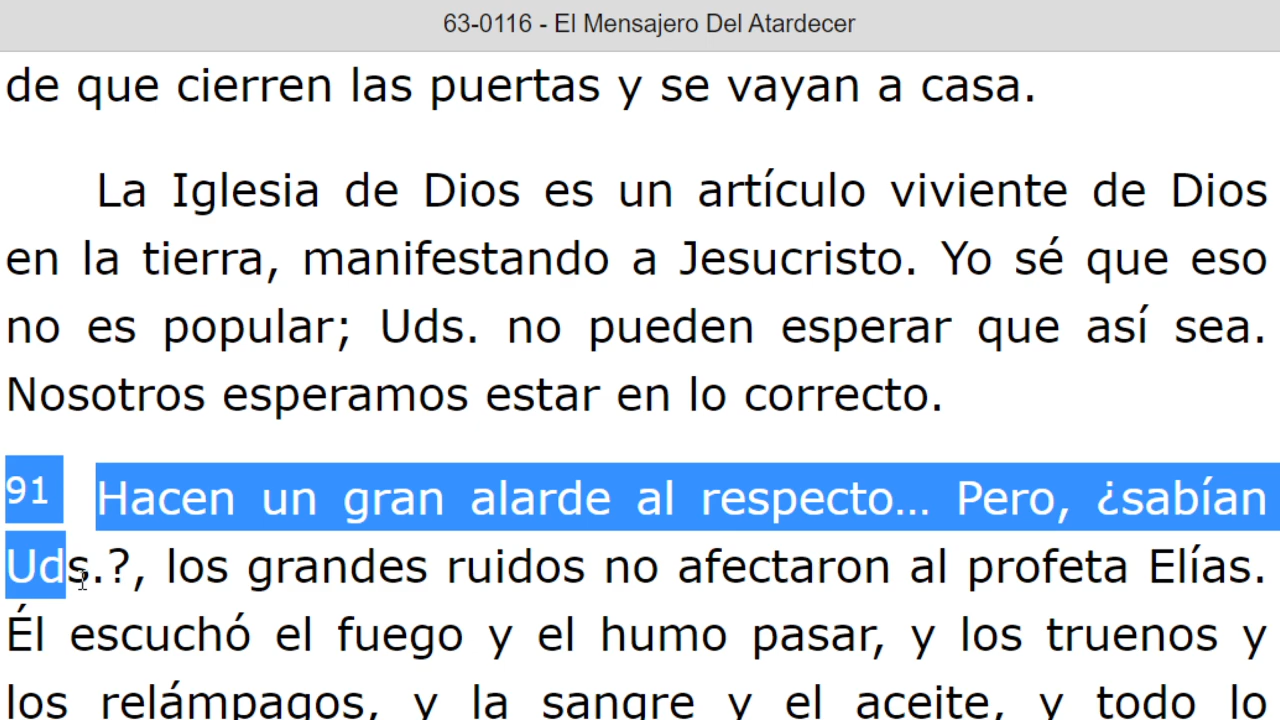 63-0116 - El Mensajero Del Atardecer
de que cierren las puertas y se vayan a casa.
La Iglesia de Dios es un artículo viviente de Dios
en la tierra, manifestando a Jesucristo. Yo sé que eso
no es popular; Uds. no pueden esperar que así sea.
Nosotros esperamos estar en lo correcto.
91 Hacen un gran alarde al respecto... Pero, ¿sabían
Uds.?, los grandes ruidos no afectaron al profeta Elías.
Él escuchó el fuego y el humo pasar, y los truenos y
los relámpagos, y la sangre y el aceite, y todo lo